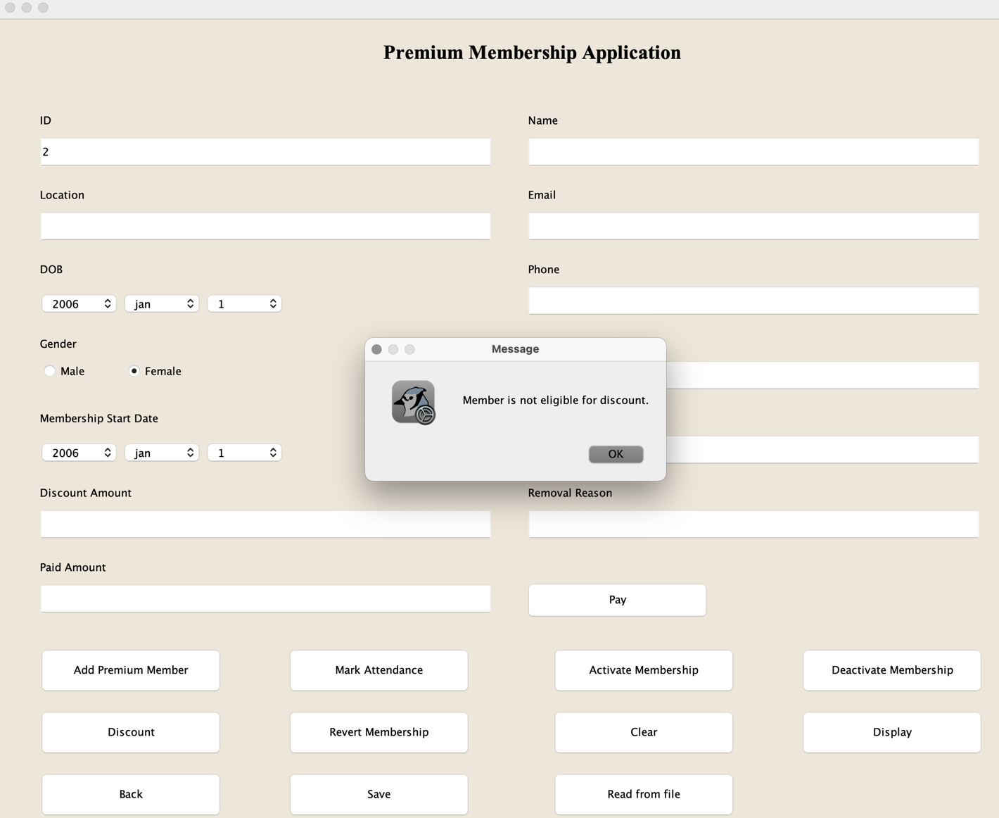 Premium Membership Application
ID
Name
2
Location
Email
DOB
Phone
2006 jan 1
Gender
Male Female
Message
Member is not eligible for discount.
OK
Membership Start Date
2006 jan 1
Discount Amount
Removal Reason
Paid Amount
Pay
Add Premium Member
Mark Attendance
Activate Membership
Deactivate Membership
Discount
Revert Membership
Clear
Display
Back
Save
Read from file